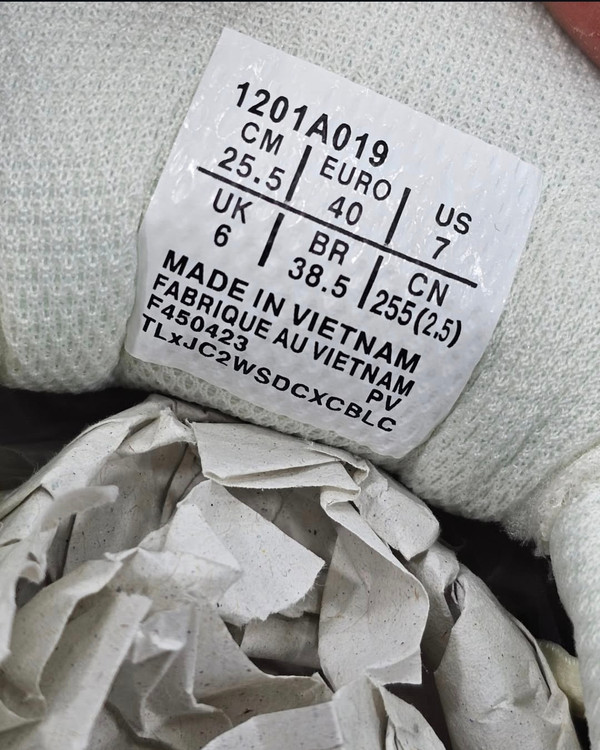 1201A019
CM EURO US
25.5 40 7
UK BR CN
6 38.5 255(2.5)
MADE IN VIETNAM
FABRIQUE AU VIETNAM
F450423 PV
TLxJC2WSDCXCBLC